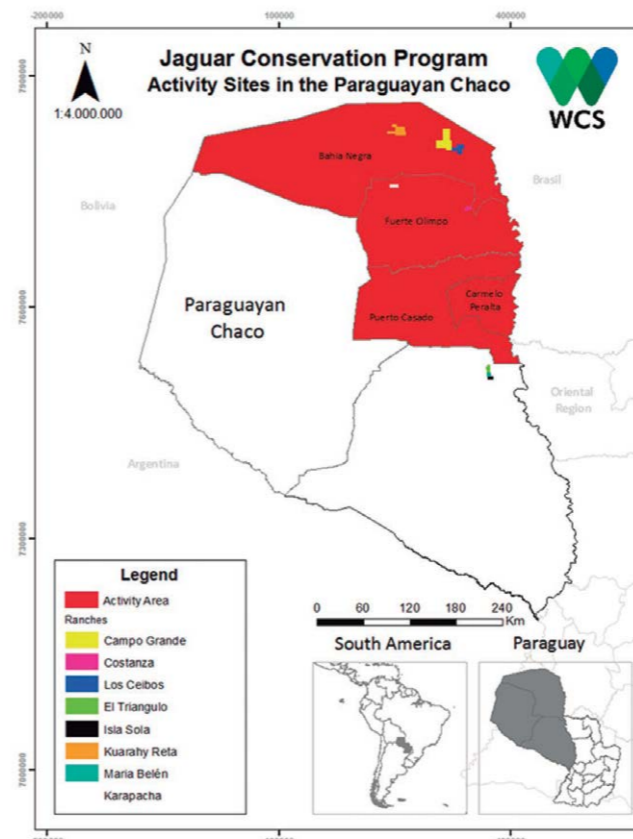 -200000
100000
400000
7900000
7600000
7300000
7000000
N
1:4.000.000
Jaguar Conservation Program
Activity Sites in the Paraguayan Chaco
WCS
Bahia Negra
Brasil
Bolivia
Fuerte Olimpo
Paraguayan
Chaco
Carmelo
Peralta
Puerto Casado
Oriental
Region
Argentina
Legend
Activity Area
Ranches
Campo Grande
Costanza
Los Ceibos
El Triangulo
Isla Sola
Kuarahy Reta
Maria Belén
Karapacha
0 60 120 180 240
Km
South America
Paraguay